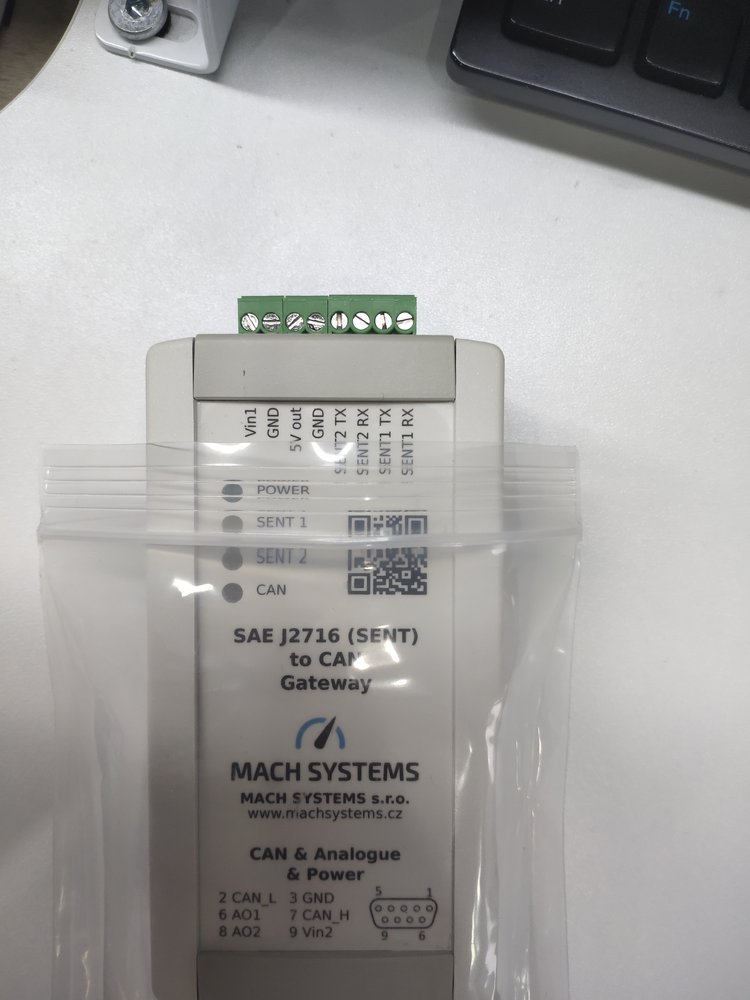 Fn
Vin1
GND
5V out
GND
SENT2 TX
SENT2 RX
SENT1 TX
SENT1 RX
POWER
SENT 1
SENT 2
CAN
SAE J2716 (SENT)
to CAN
Gateway
MACH SYSTEMS
MACH SYSTEMS s.r.o.
www.machsystems.cz
CAN & Analogue
& Power
2 CAN_L 3 GND
6 AO1 7 CAN_H
8 AO2 9 Vin2
5 1
9 6